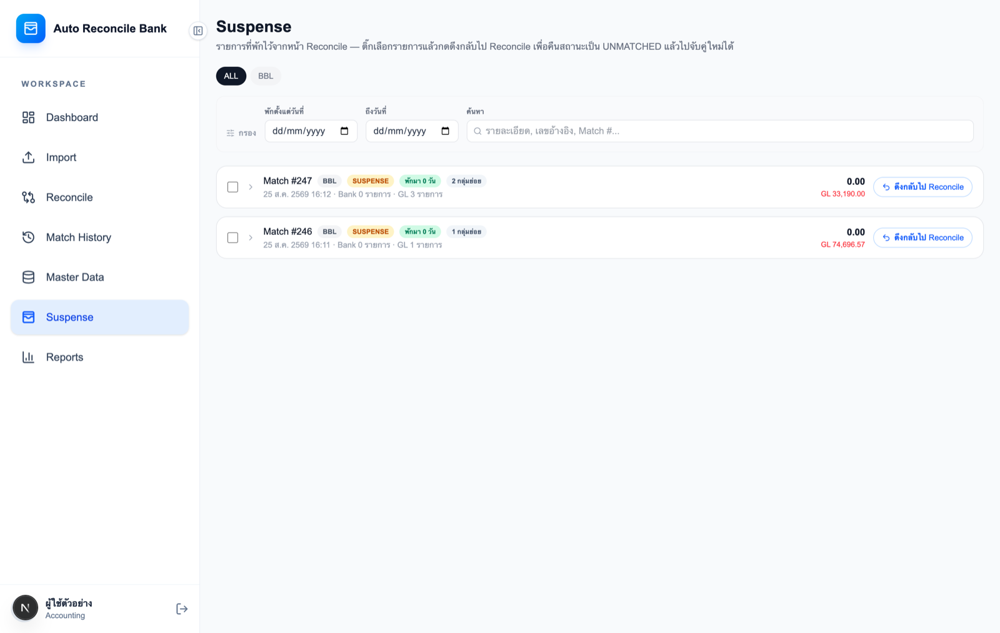 Auto Reconcile Bank
WORKSPACE
Dashboard
Import
Reconcile
Match History
Master Data
Suspense
Reports
N
ผู้ใช้ตัวอย่าง
Accounting
Suspense
รายการที่พักไว้จากหน้า Reconcile — ติ๊กเลือกรายการแล้วกดดึงกลับไป Reconcile เพื่อคืนสถานะเป็น UNMATCHED แล้วไปจับคู่ใหม่ได้
ALL BBL
กรอง
พักตั้งแต่วันที่
dd/mm/yyyy
ถึงวันที่
dd/mm/yyyy
ค้นหา
รายละเอียด, เลขอ้างอิง, Match #...
Match #247 BBL SUSPENSE พักมา 0 วัน 2 กลุ่มย่อย
25 ส.ค. 2569 16:12 · Bank 0 รายการ · GL 3 รายการ
0.00
GL 33,190.00
ดึงกลับไป Reconcile
Match #246 BBL SUSPENSE พักมา 0 วัน 1 กลุ่มย่อย
25 ส.ค. 2569 16:11 · Bank 0 รายการ · GL 1 รายการ
0.00
GL 74,696.57
ดึงกลับไป Reconcile